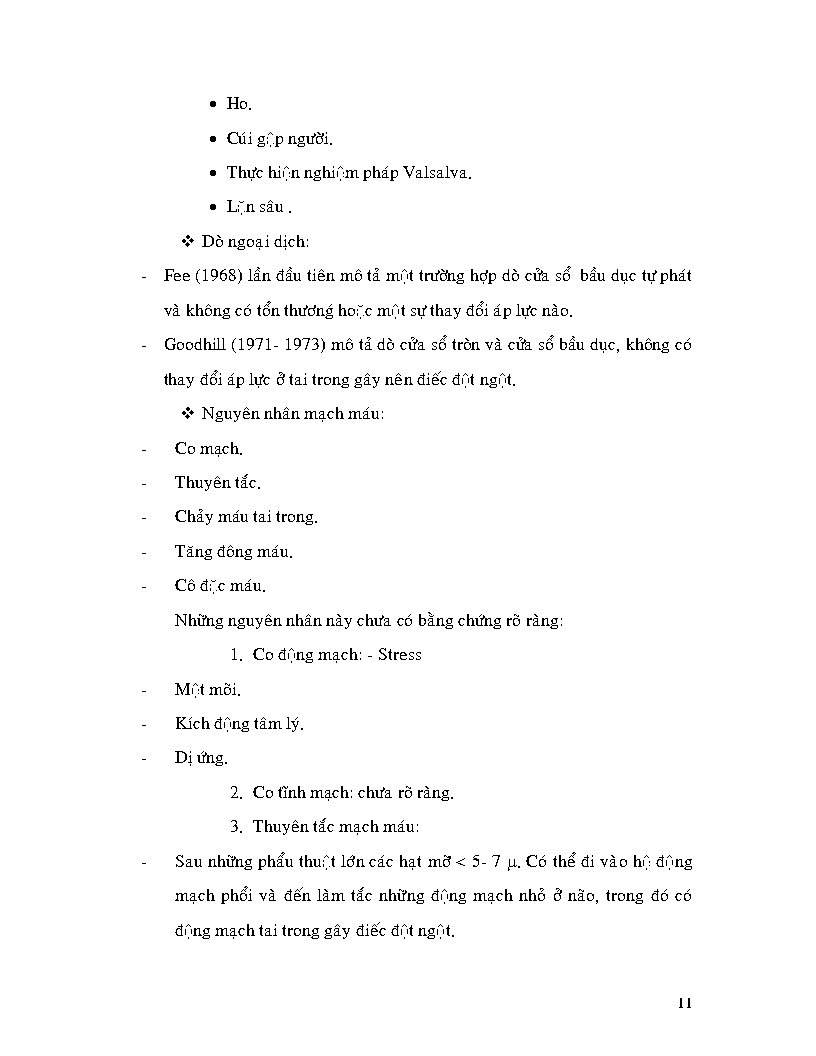 • Ho.
• Cúi gập người.
• Thực hiện nghiệm pháp Valsalva.
• Lặn sâu .
❖ Dò ngoại dịch:
- Fee (1968) lần đầu tiên mô tả một trường hợp dò cửa sổ bầu dục tự phát
và không có tổn thương hoặc một sự thay đổi áp lực nào.
- Goodhill (1971- 1973) mô tả dò cửa sổ tròn và cửa sổ bầu dục, không có
thay đổi áp lực ở tai trong gây nên điếc đột ngột.
❖ Nguyên nhân mạch máu:
- Co mạch.
- Thuyên tắc.
- Chảy máu tai trong.
- Tăng đông máu.
- Cô đặc máu.
Những nguyên nhân này chưa có bằng chứng rõ ràng:
1. Co động mạch: - Stress
- Mệt mõi.
- Kích động tâm lý.
- Dị ứng.
2. Co tĩnh mạch: chưa rõ ràng.
3. Thuyên tắc mạch máu:
- Sau những phẩu thuật lớn các hạt mỡ < 5- 7 µ. Có thể đi vào hệ động
mạch phổi và đến làm tắc những động mạch nhỏ ở não, trong đó có
động mạch tai trong gây điếc đột ngột.
11